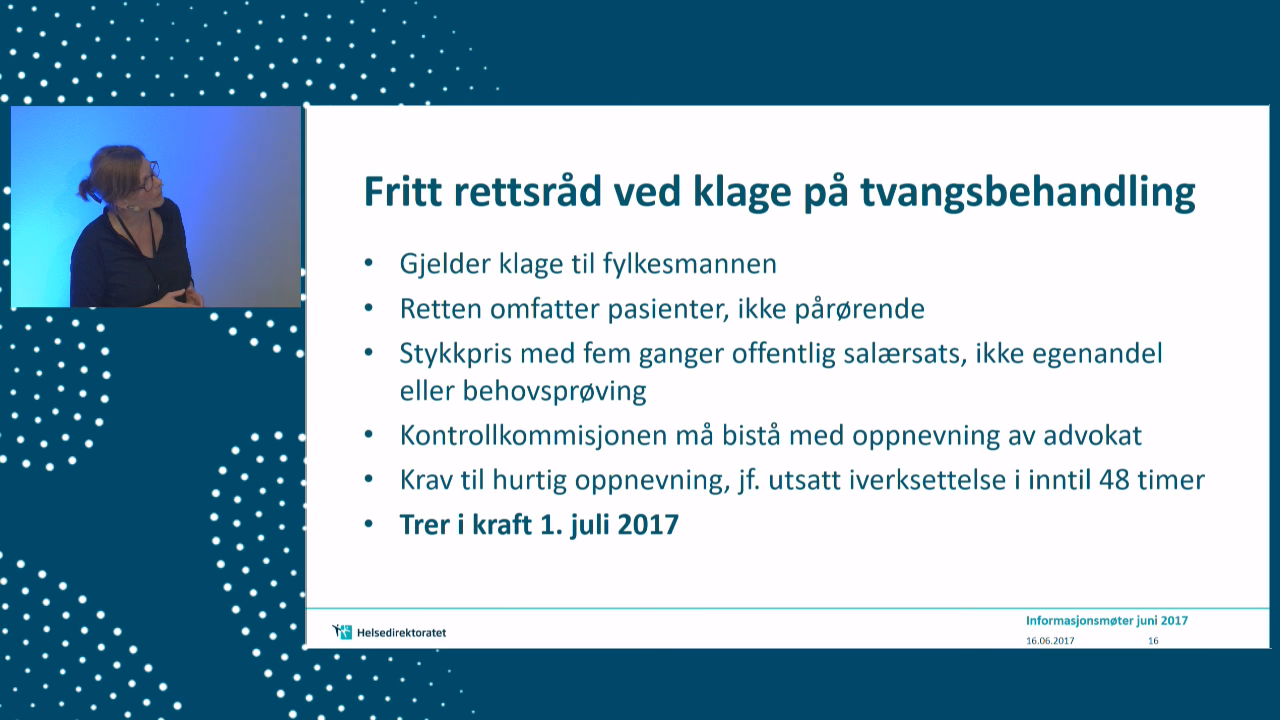 Fritt rettsråd ved klage på tvangsbehandling
• Gjelder klage til fylkesmannen
• Retten omfatter pasienter, ikke pårørende
• Stykkpris med fem ganger offentlig salærsats, ikke egenandel
eller behovsprøving
• Kontrollkommisjonen må bistå med oppnevning av advokat
• Krav til hurtig oppnevning, jf. utsatt iverksettelse i inntil 48 timer
• Trer i kraft 1. juli 2017
Helsedirektoratet
Informasjonsmøter juni 2017
16.06.2017 16